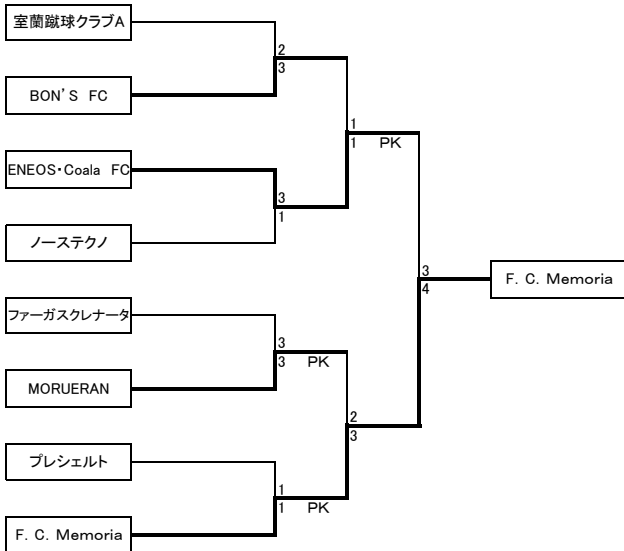 室蘭蹴球クラブA
2
3
BON'S FC
1
1 PK
ENEOS・Coala FC
3
1
ノーステクノ
3
4
F. C. Memoria
ファーガスクレナータ
3
3 PK
MORUERAN
2
3
プレシェルト
1
1 PK
F. C. Memoria